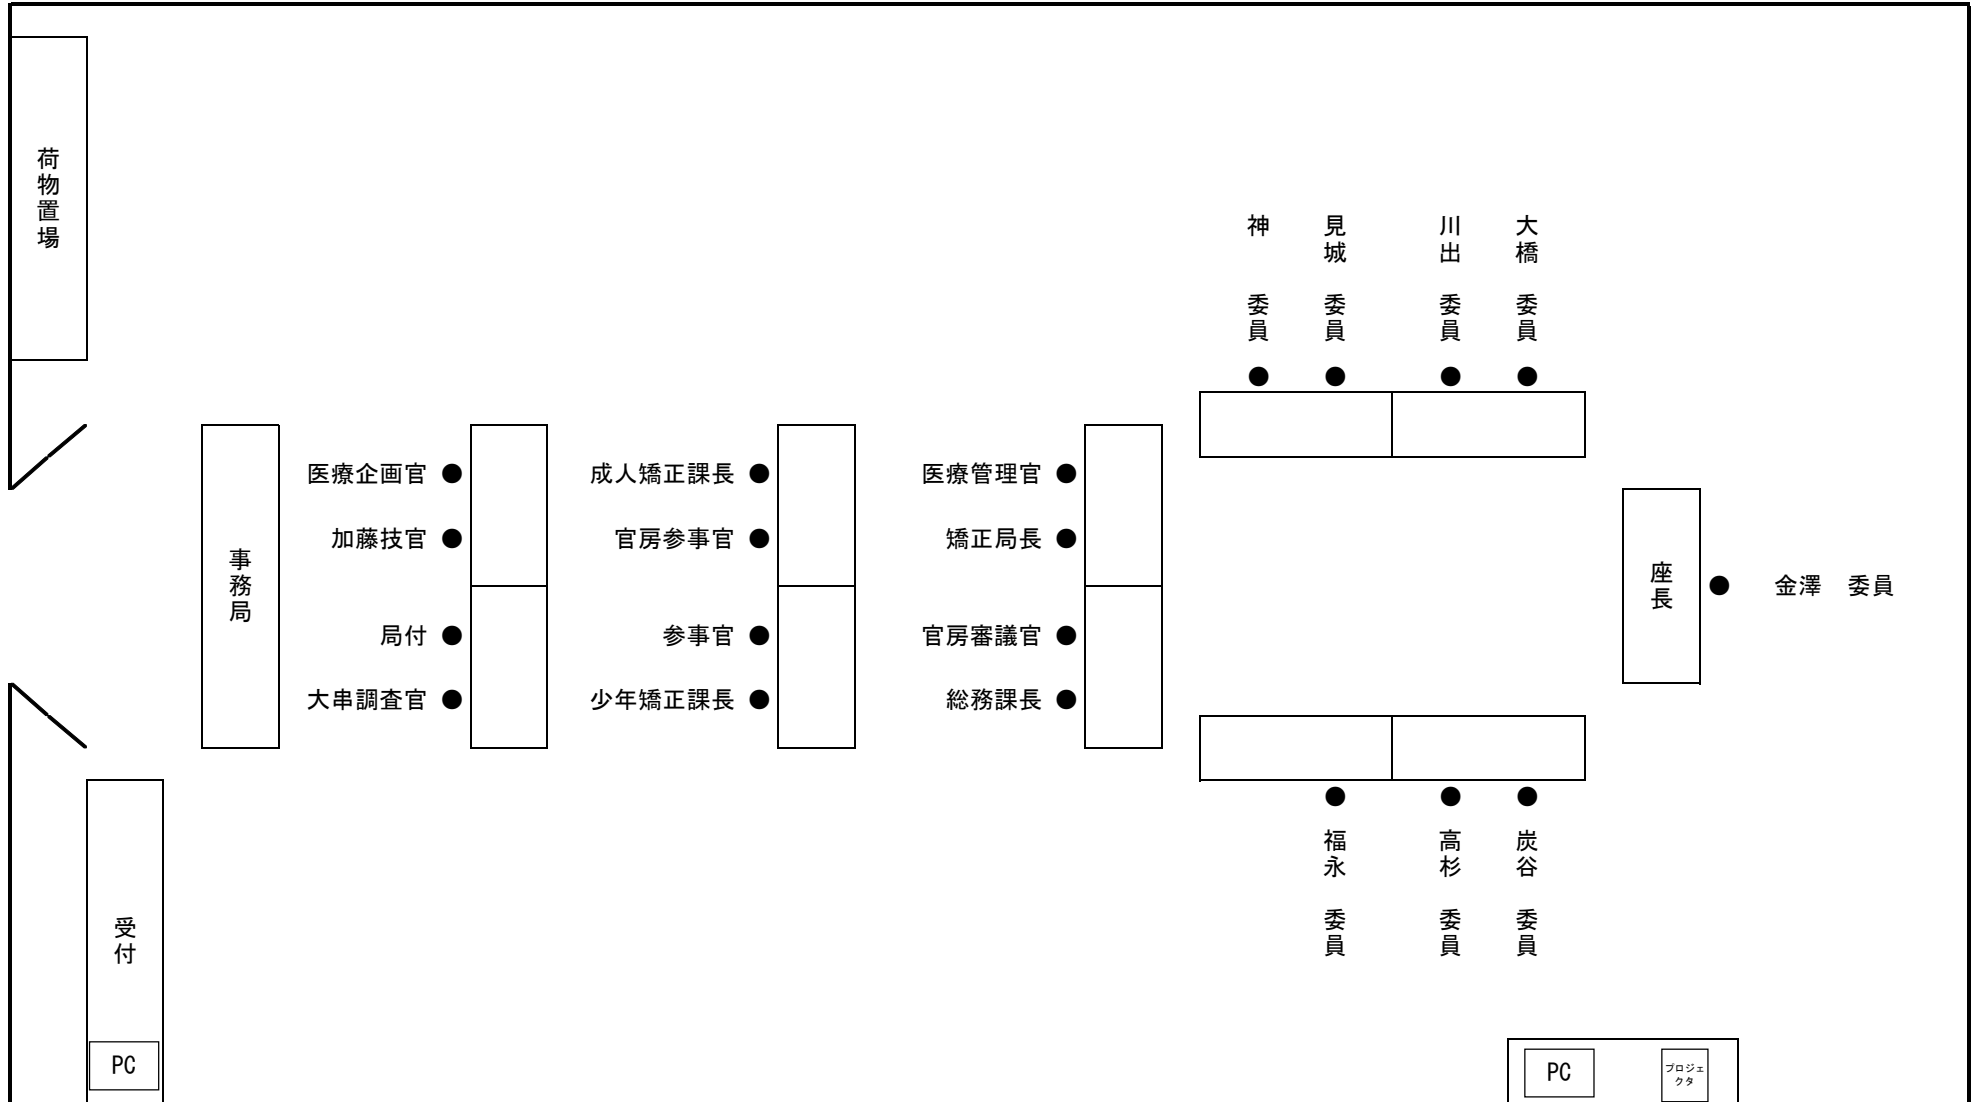 荷物置場
神 委員
見城 委員
川出 委員
大橋 委員
医療企画官
加藤技官
局付
大串調査官
事務局
成人矯正課長
官房参事官
参事官
少年矯正課長
医療管理官
矯正局長
官房審議官
総務課長
座長
金澤 委員
福永 委員
高杉 委員
炭谷 委員
受付
PC
PC
プロジェ
クタ